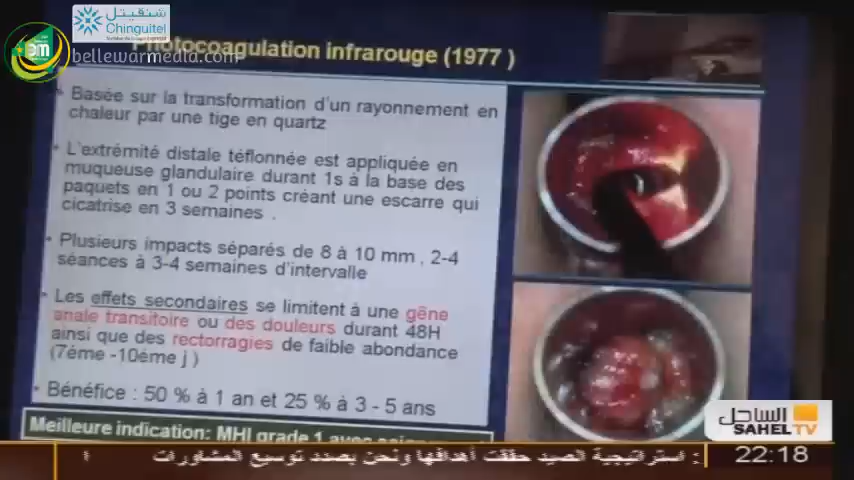 شنقيتل
Chinguitel
bellewarmedia.com
Photocoagulation infrarouge (1977 )
• Basée sur la transformation d'un rayonnement en
chaleur par une tige en quartz
• L'extrémité distale téflonnée est appliquée en
muqueuse glandulaire durant 1s à la base des
paquets en 1 ou 2 points créant une escarre qui
cicatrise en 3 semaines .
• Plusieurs impacts séparés de 8 à 10 mm , 2-4
séances à 3-4 semaines d'intervalle
• Les effets secondaires se limitent à une gêne
anale transitoire ou des douleurs durant 48H
ainsi que des rectorragies de faible abondance
(7éme -10éme j )
• Bénéfice : 50 % à 1 an et 25 % à 3 - 5 ans
Meilleure indication: MHI grade 1 avec
الساحل
SAHEL TV
: استراتيجية الصيد حققت أهدافها ونحن بصدد توسيع المشاورات
22:18